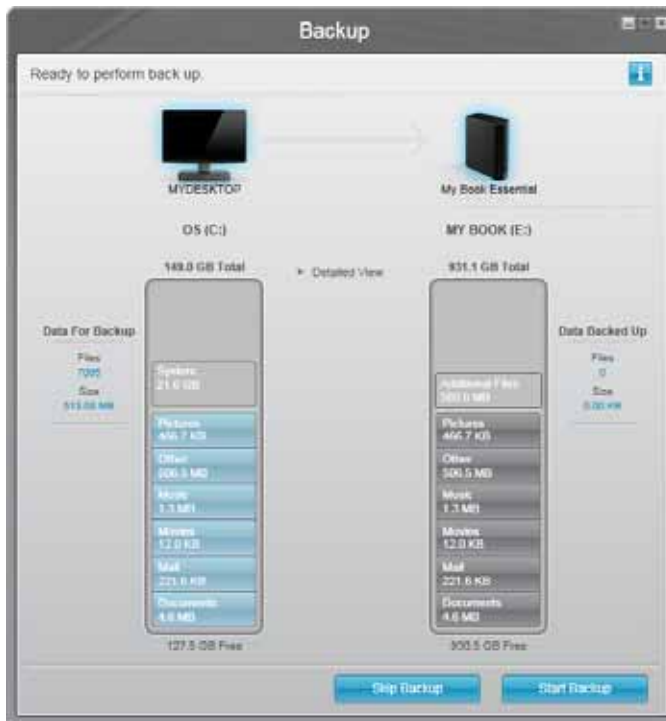 Backup
Ready to perform back up.
MYDESKTOP
My Book Essential
OS (C:)
MY BOOK (E:)
149.0 GB Total
Detailed View
931.1 GB Total
Data For Backup
Files
Size
System
21.6 GB
Pictures
466.7 KB
Other
506.5 MB
Music
1.3 MB
Movies
12.0 KB
Mail
221.6 KB
Documents
4.6 MB
127.5 GB Free
Additional Files
Pictures
466.7 KB
Other
506.5 MB
Music
1.3 MB
Movies
12.0 KB
Mail
221.6 KB
Documents
4.6 MB
GB Free
Data Backed Up
Files
0
Size
0.00 KB
Skip Backup
Start Backup